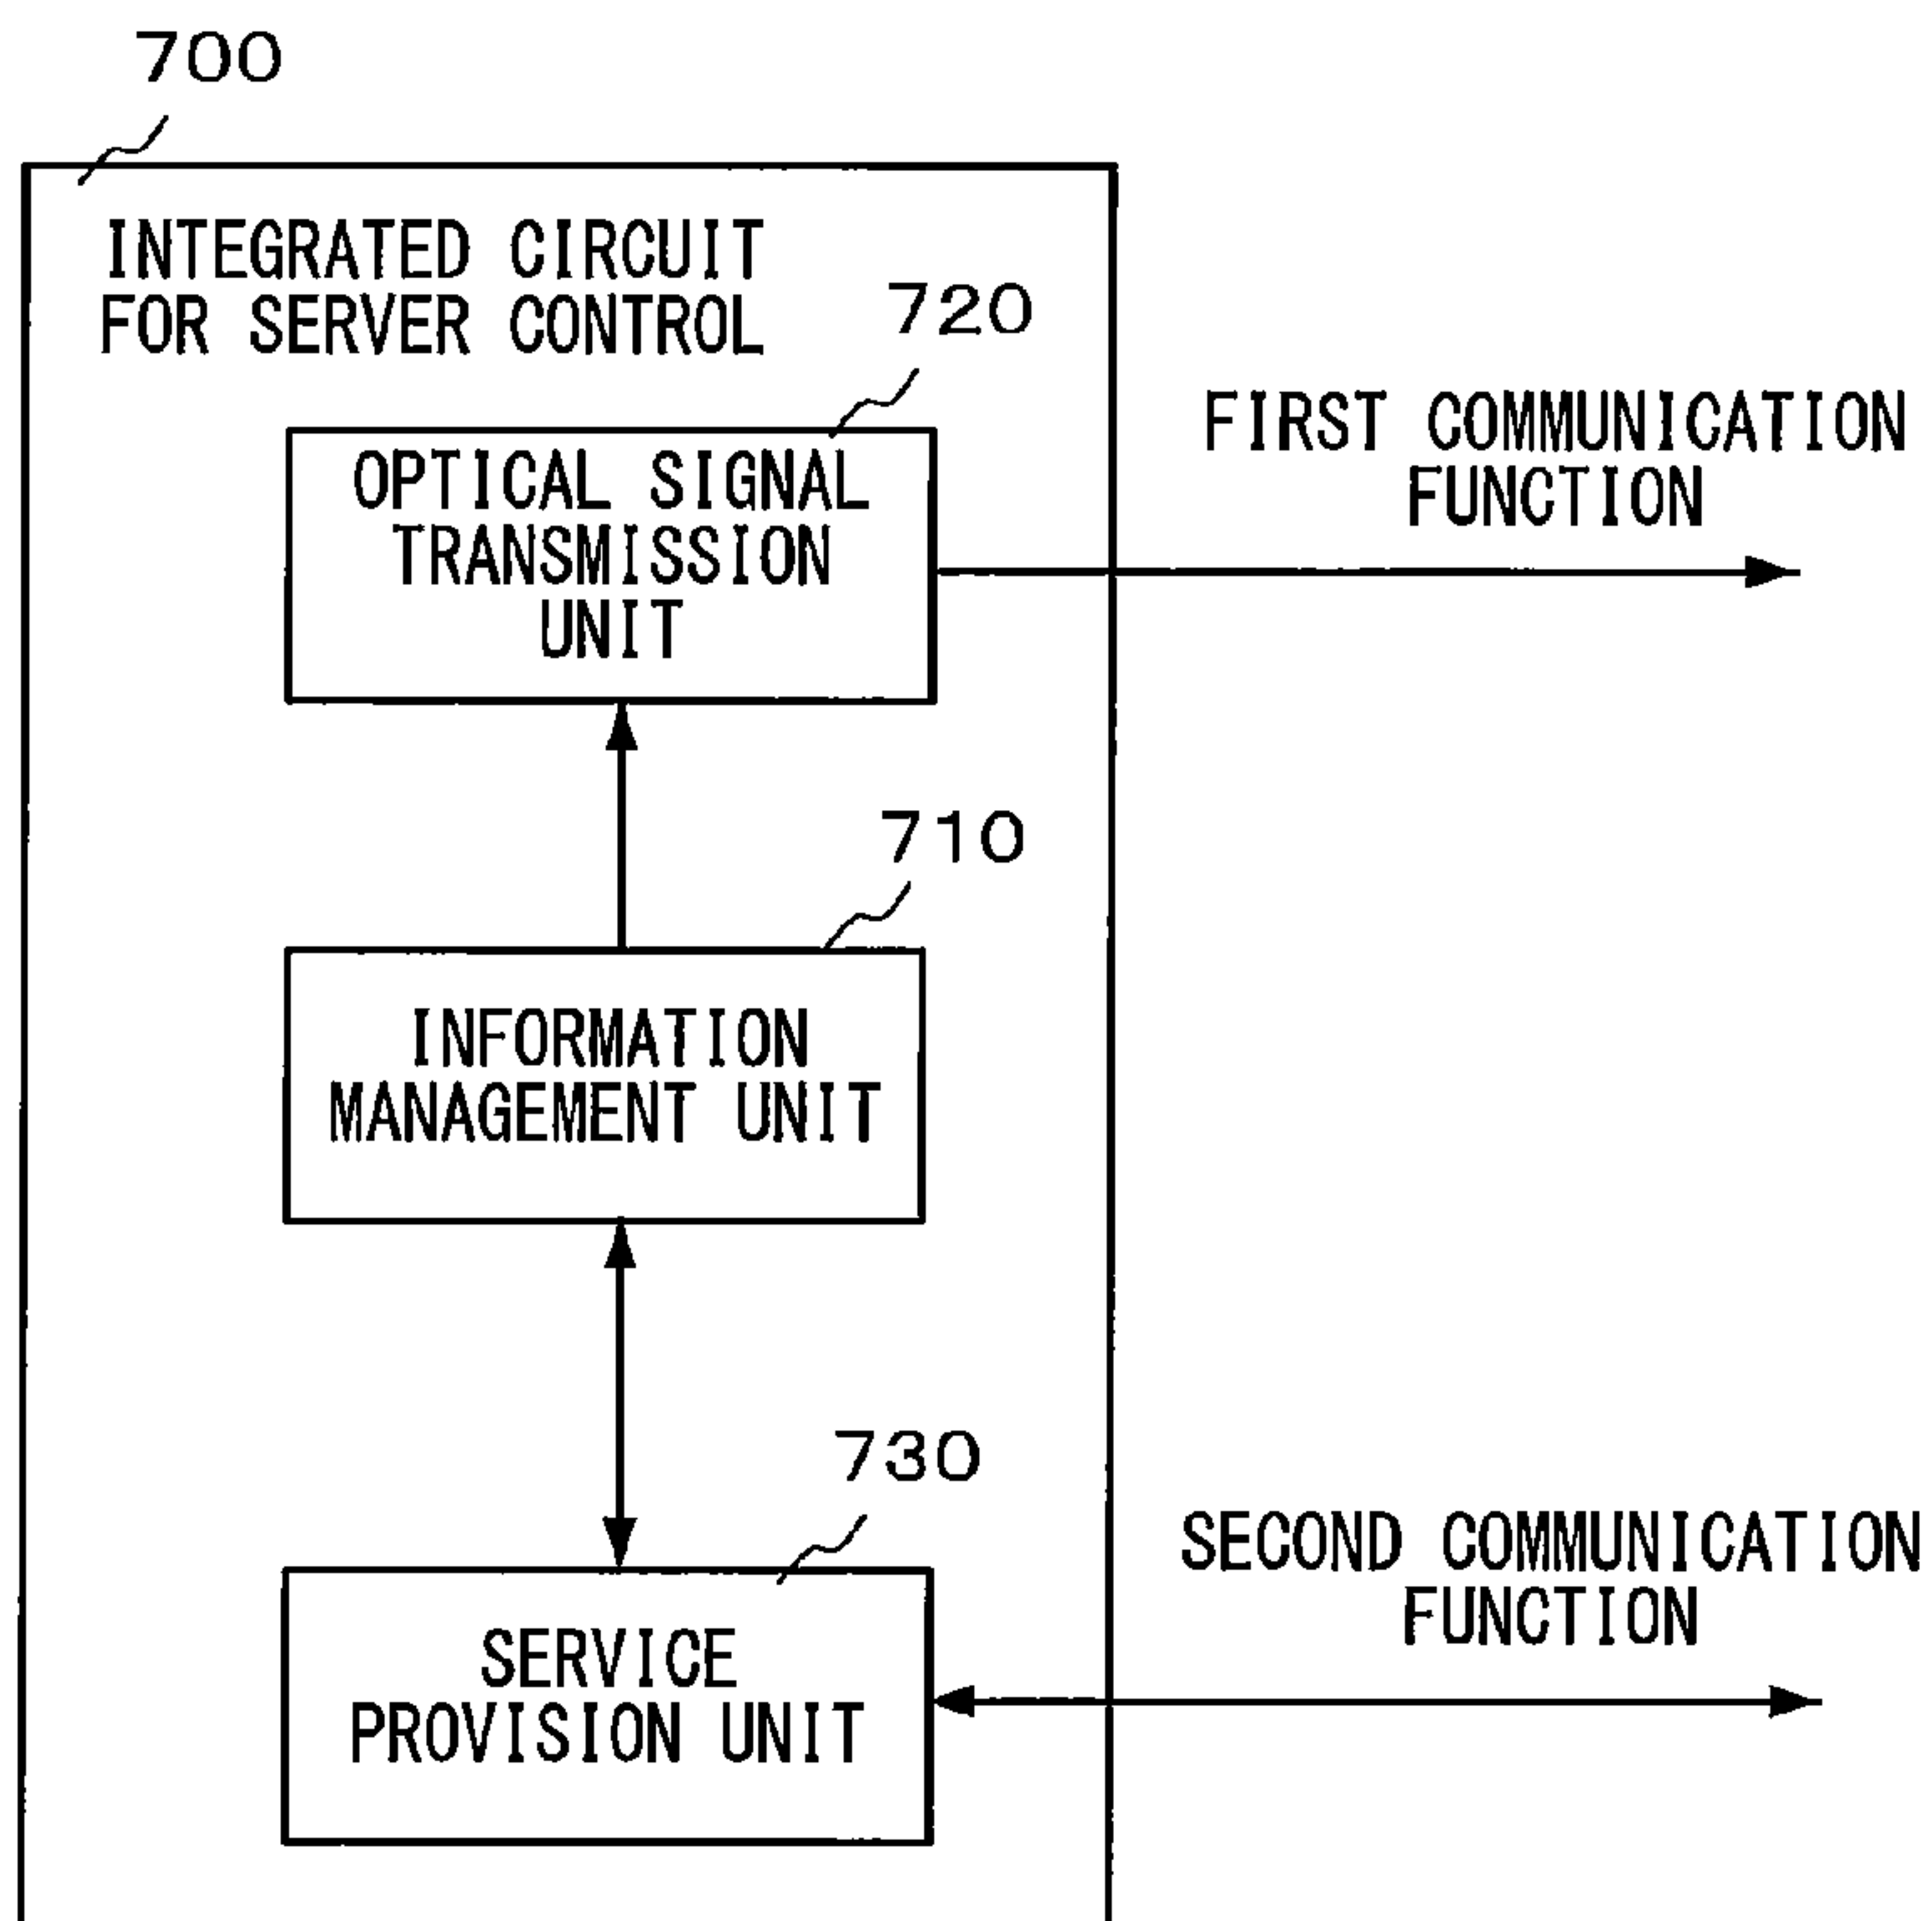 700
INTEGRATED CIRCUIT
FOR SERVER CONTROL
720
OPTICAL SIGNAL
TRANSMISSION
UNIT
FIRST COMMUNICATION
FUNCTION
710
INFORMATION
MANAGEMENT UNIT
730
SERVICE
PROVISION UNIT
SECOND COMMUNICATION
FUNCTION